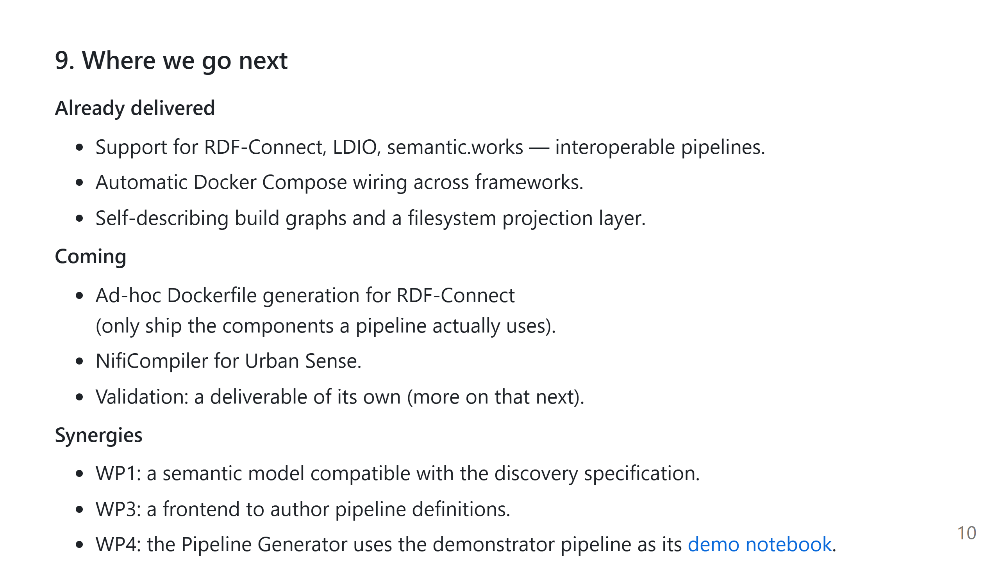 9. Where we go next
Already delivered
• Support for RDF-Connect, LDIO, semantic.works — interoperable pipelines.
• Automatic Docker Compose wiring across frameworks.
• Self-describing build graphs and a filesystem projection layer.
Coming
• Ad-hoc Dockerfile generation for RDF-Connect
(only ship the components a pipeline actually uses).
• NifiCompiler for Urban Sense.
• Validation: a deliverable of its own (more on that next).
Synergies
• WP1: a semantic model compatible with the discovery specification.
• WP3: a frontend to author pipeline definitions.
• WP4: the Pipeline Generator uses the demonstrator pipeline as its demo notebook.
10